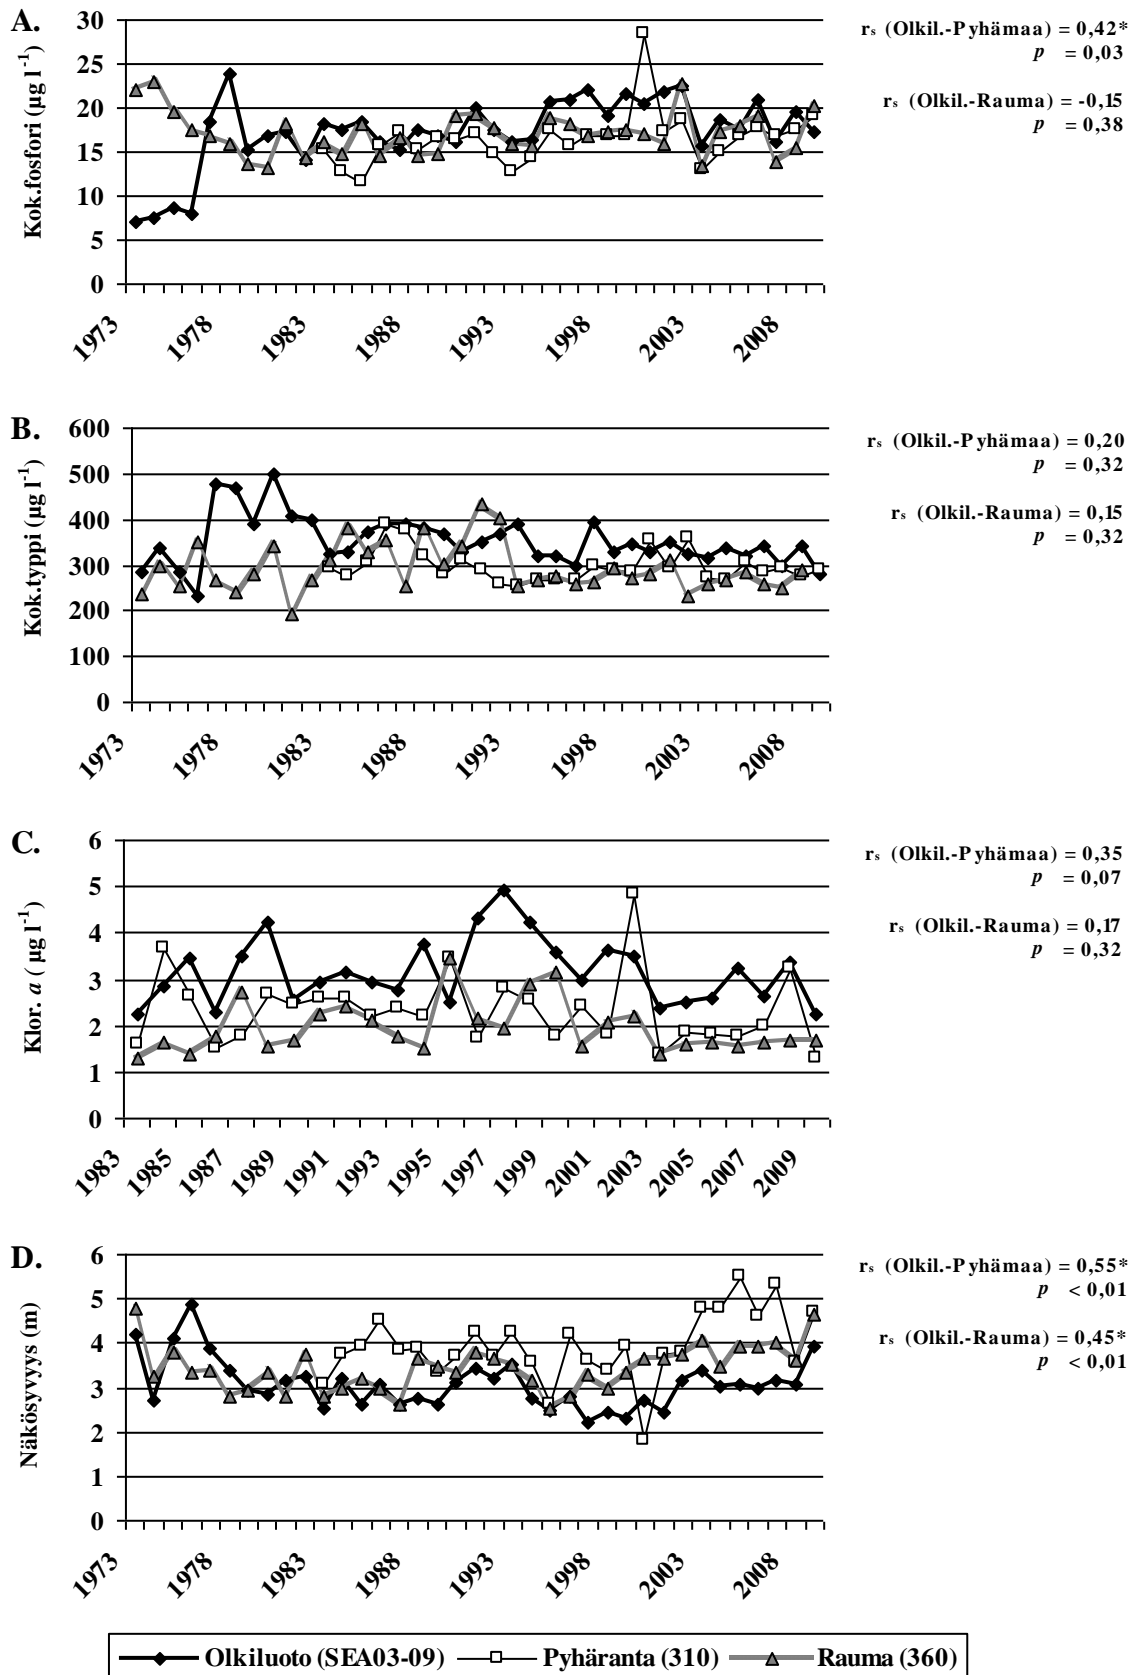 A.
Kok.fosfori (µg l⁻¹)
30
25
20
15
10
5
0
1973
1978
1983
1988
1993
1998
2003
2008
rₛ (Olkil.-Pyhämaa) = 0,42*
p = 0,03
rₛ (Olkil.-Rauma) = -0,15
p = 0,38
B.
Kok.typpi (µg l⁻¹)
600
500
400
300
200
100
0
1973
1978
1983
1988
1993
1998
2003
2008
rₛ (Olkil.-Pyhämaa) = 0,20
p = 0,32
rₛ (Olkil.-Rauma) = 0,15
p = 0,32
C.
Klor. a ( µg l⁻¹)
6
5
4
3
2
1
0
1983
1985
1987
1989
1991
1993
1995
1997
1999
2001
2003
2005
2007
2009
rₛ (Olkil.-Pyhämaa) = 0,35
p = 0,07
rₛ (Olkil.-Rauma) = 0,17
p = 0,32
D.
Näkösyvyys (m)
6
5
4
3
2
1
0
1973
1978
1983
1988
1993
1998
2003
2008
rₛ (Olkil.-Pyhämaa) = 0,55*
p < 0,01
rₛ (Olkil.-Rauma) = 0,45*
p < 0,01
Olkiluoto (SEA03-09) Pyhäranta (310) Rauma (360)